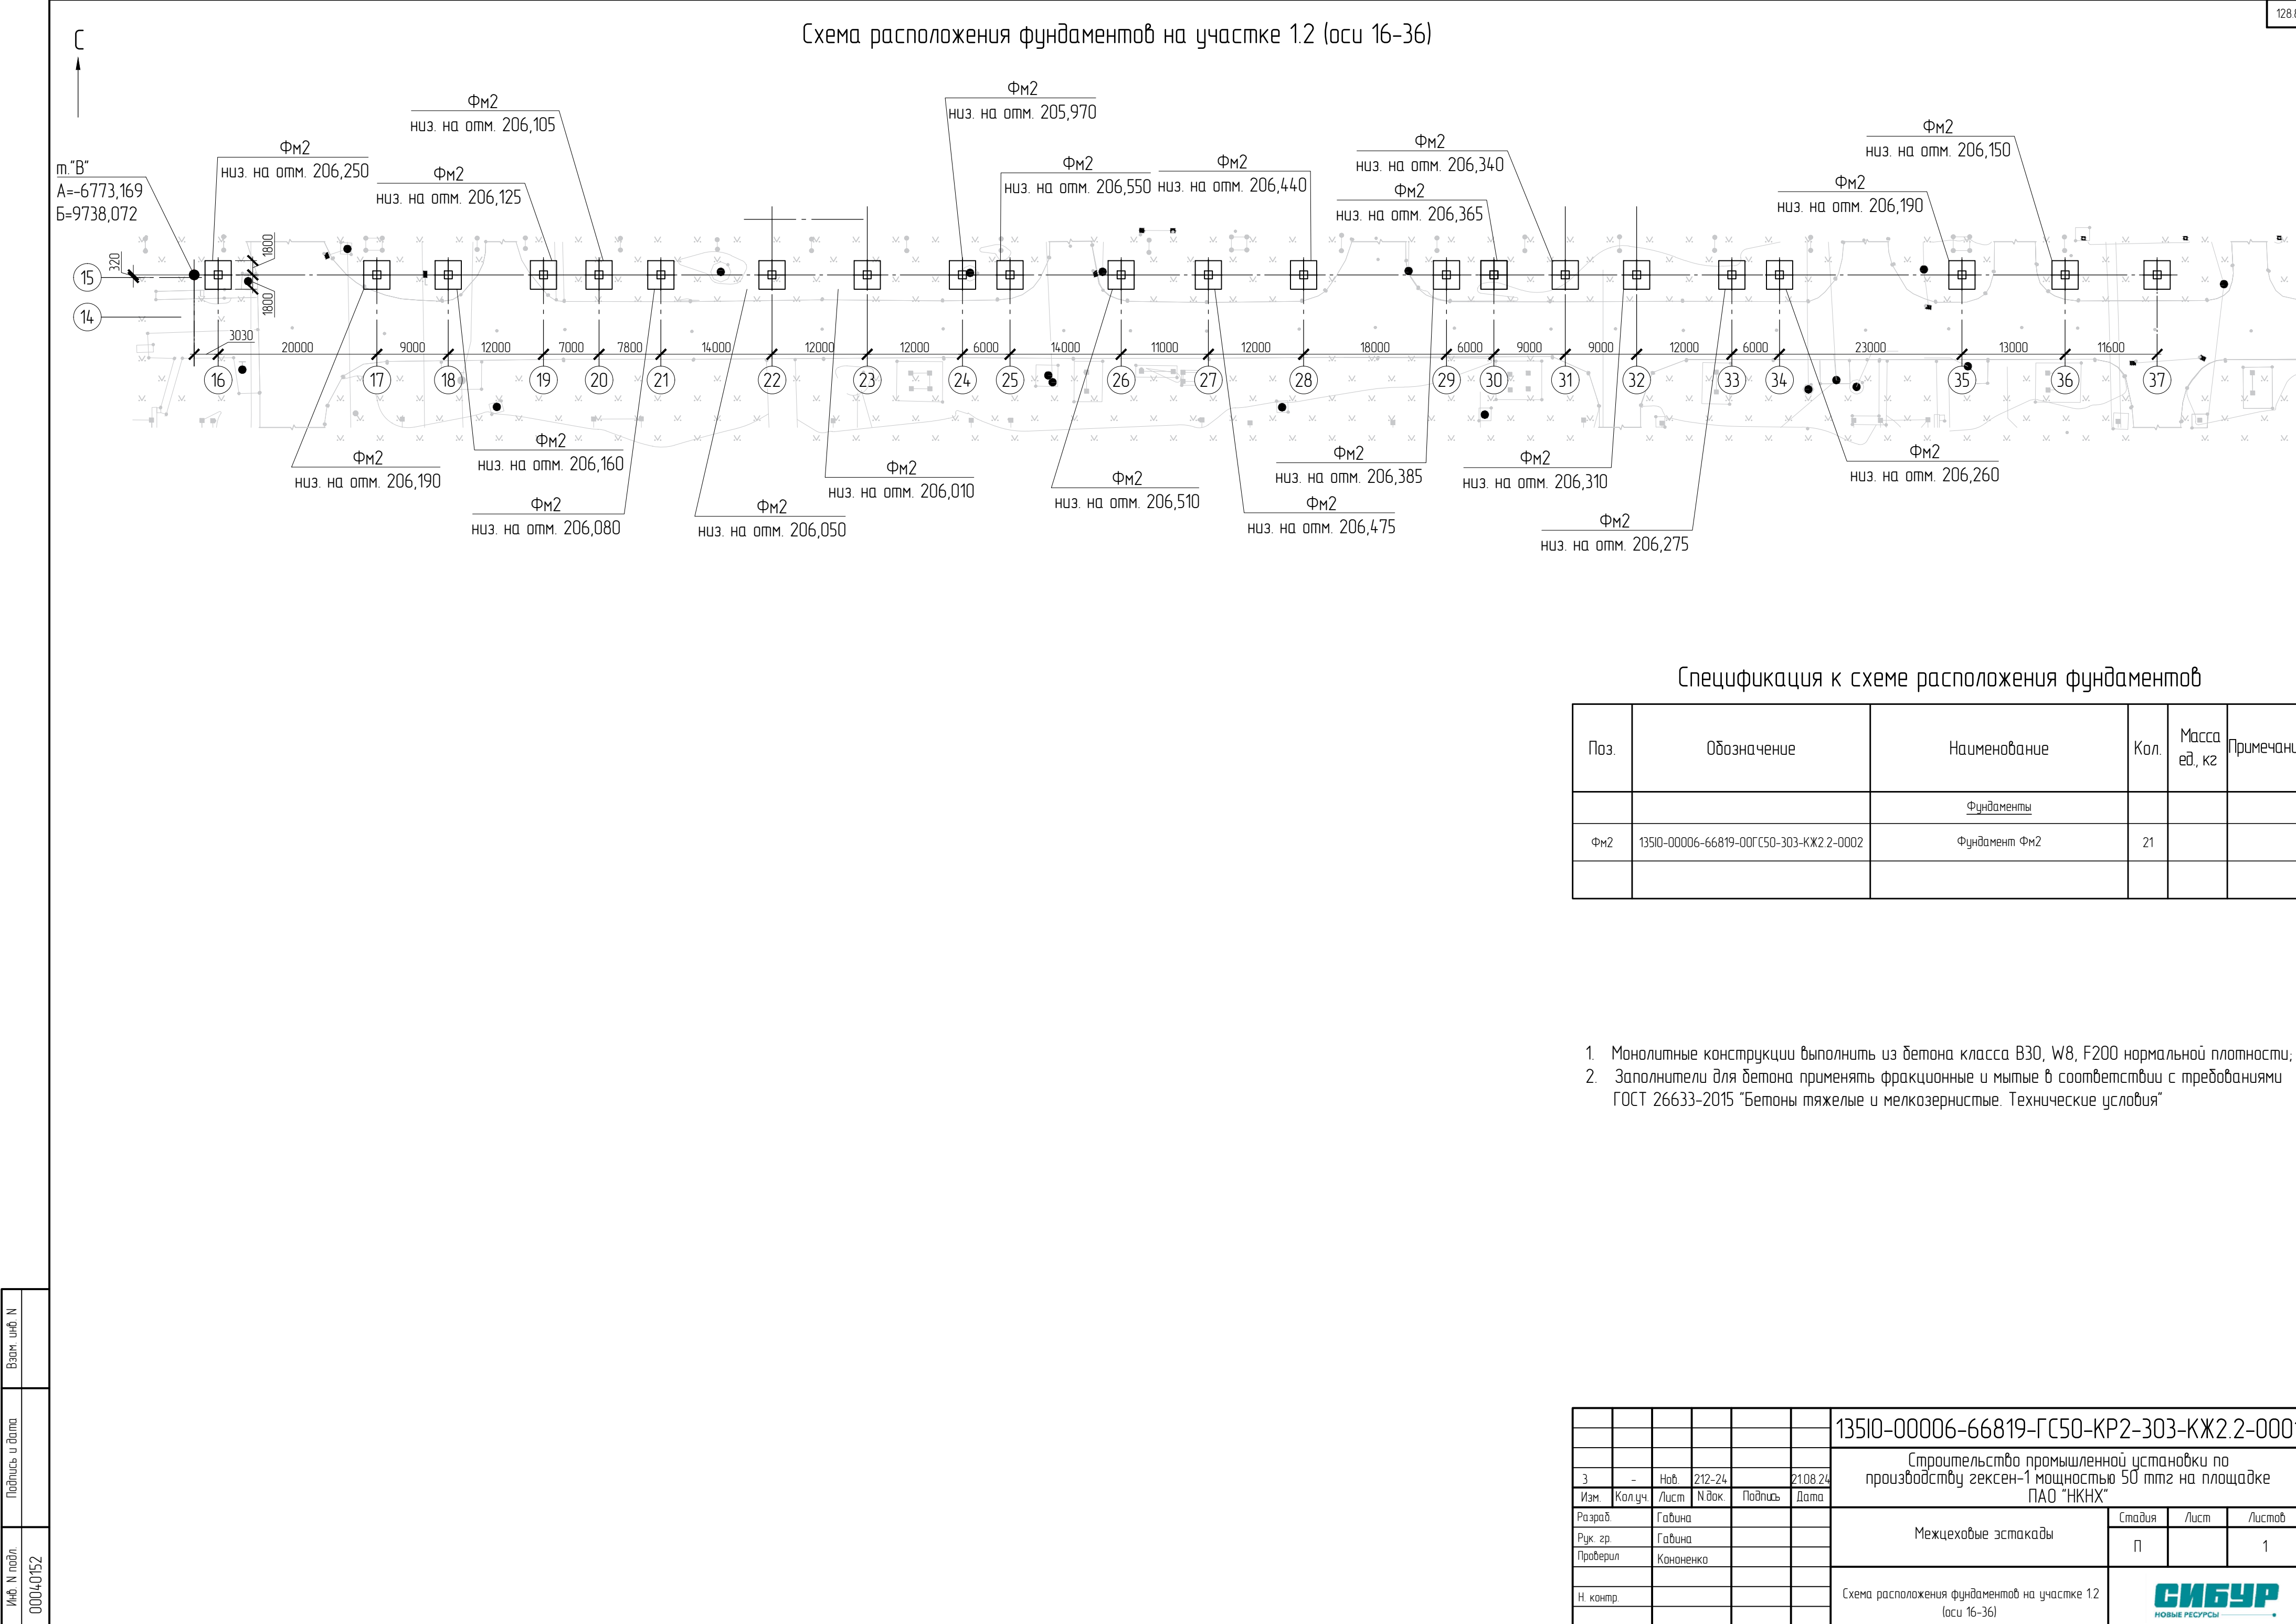 128.8
Схема расположения фундаментов на участке 1.2 (оси 16-36)
С
Фм2
низ. на отм. 205,970
Фм2
низ. на отм. 206,105
Фм2
низ. на отм. 206,150
Фм2
низ. на отм. 206,340
Фм2
низ. на отм. 206,250
Фм2
низ. на отм. 206,550
Фм2
низ. на отм. 206,440
т."В"
А=-6773,169
Б=9738,072
Фм2
низ. на отм. 206,125
Фм2
низ. на отм. 206,365
Фм2
низ. на отм. 206,190
320
1800
1800
15
14
3030 20000 9000 12000 7000 7800 14000 12000 12000 6000 14000 11000 12000 18000 6000 9000 9000 12000 6000 23000 13000 11600
16 17 18 19 20 21 22 23 24 25 26 27 28 29 30 31 32 33 34 35 36 37
Фм2
низ. на отм. 206,190
Фм2
низ. на отм. 206,160
Фм2
низ. на отм. 206,080
Фм2
низ. на отм. 206,050
Фм2
низ. на отм. 206,010
Фм2
низ. на отм. 206,510
Фм2
низ. на отм. 206,385
Фм2
низ. на отм. 206,475
Фм2
низ. на отм. 206,310
Фм2
низ. на отм. 206,275
Фм2
низ. на отм. 206,260
Спецификация к схеме расположения фундаментов
Поз. Обозначение Наименование Кол. Масса ед., кг Примечани
Фундаменты
Фм2 135I0-00006-66819-00ГС50-303-КЖ2.2-0002 Фундамент Фм2 21
1. Монолитные конструкции выполнить из бетона класса В30, W8, F200 нормальной плотности;
2. Заполнители для бетона применять фракционные и мытые в соответствии с требованиями
ГОСТ 26633-2015 "Бетоны тяжелые и мелкозернистые. Технические условия"
Взам. инв. N
Подпись и дата
Инв. N подл.
00040152
135I0-00006-66819-ГС50-КР2-303-КЖ2.2-0001
Строительство промышленной установки по
производству гексен-1 мощностью 50 ттг на площадке
ПАО "НКНХ"
3 - Нов. 212-24 21.08.24
Изм. Кол.уч. Лист N.док. Подпись Дата
Разраб. Гавина
Рук. гр. Гавина
Проверил Кононенко
Н. контр.
Межцеховые эстакады
Стадия Лист Листов
П 1
Схема расположения фундаментов на участке 1.2
(оси 16-36)
СИБУР
НОВЫЕ РЕСУРСЫ